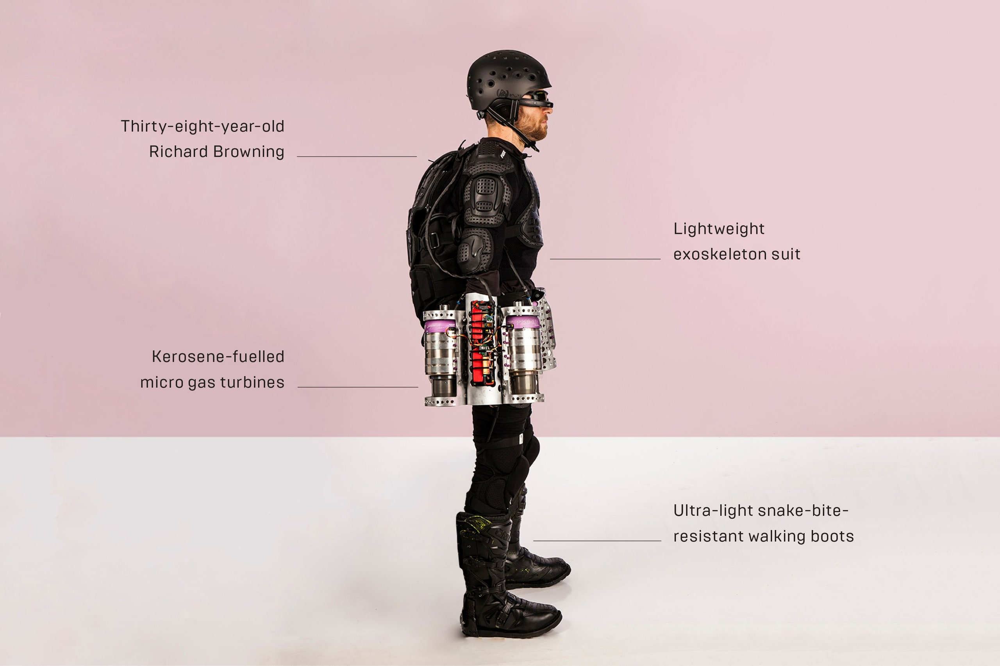 Thirty-eight-year-old
Richard Browning
Lightweight
exoskeleton suit
Kerosene-fuelled
micro gas turbines
Ultra-light snake-bite-
resistant walking boots